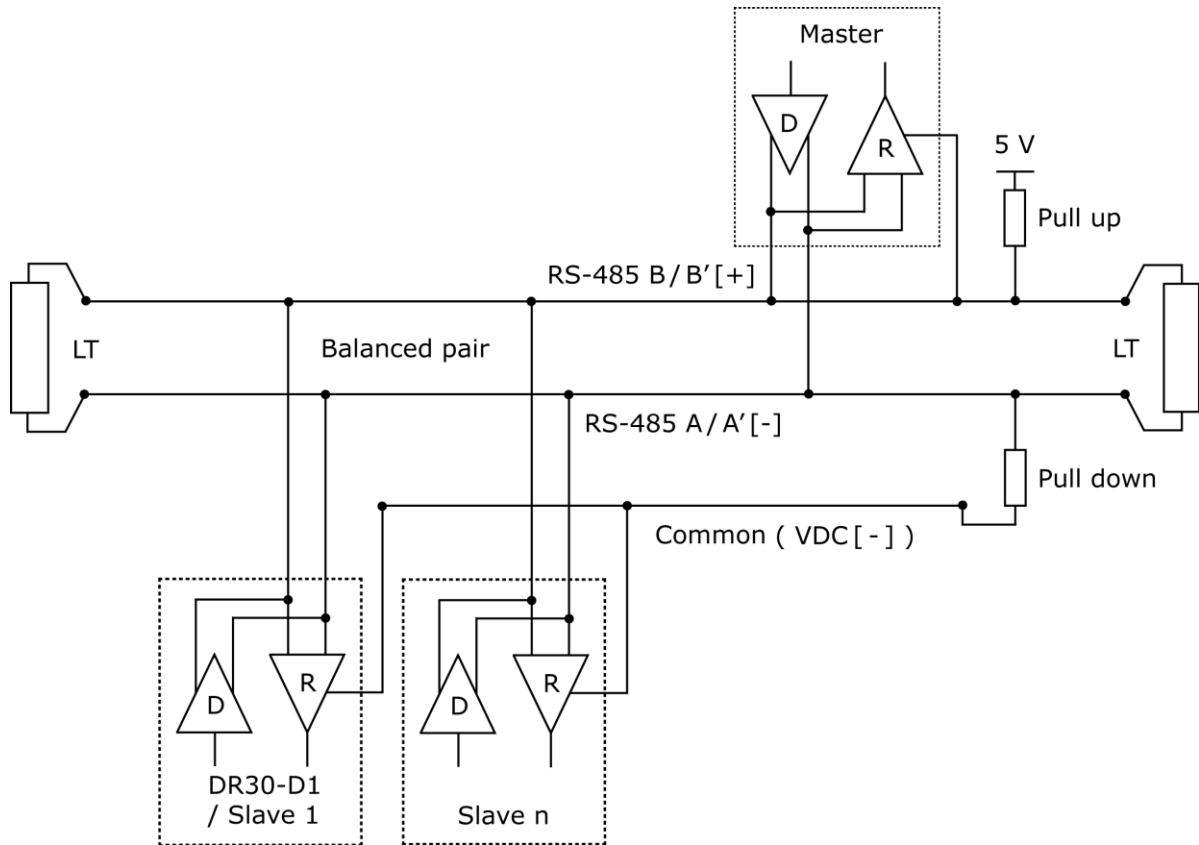 Master
D
R
5 V
Pull up
RS-485 B/B′[+]
LT
Balanced pair
LT
RS-485 A/A′[-]
Pull down
Common ( VDC[-] )
D
R
D
R
DR30-D1
/ Slave 1
Slave n